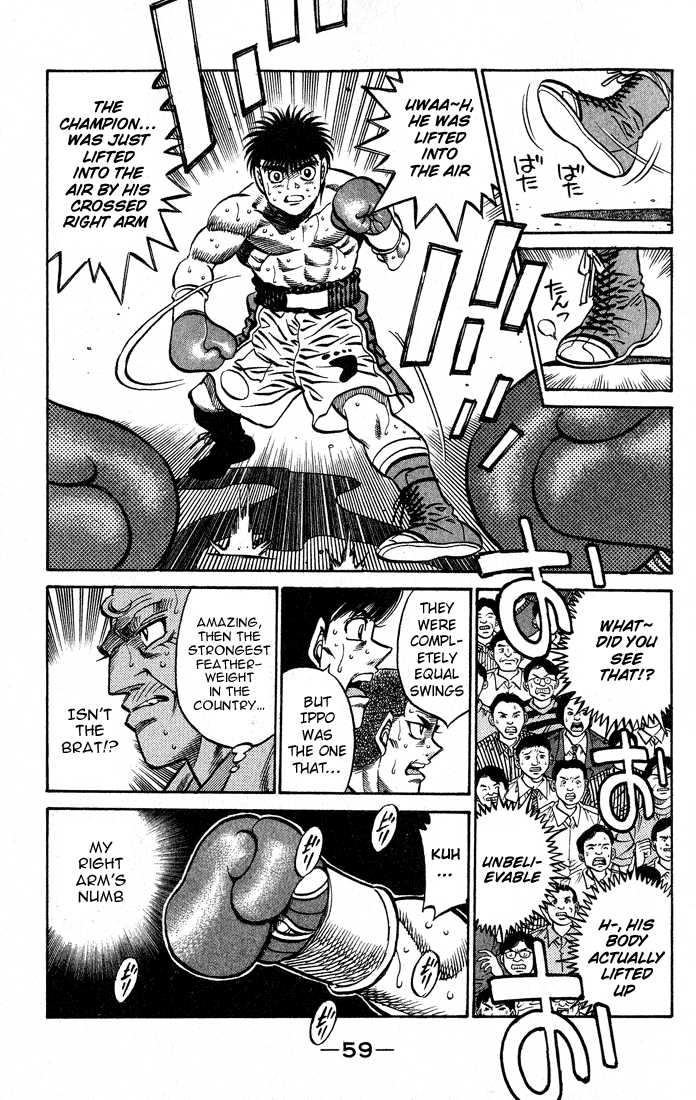 ばた
ばた
たんっ
UWAA~H,
HE WAS
LIFTED
INTO
THE AIR
THE
CHAMPION...
WAS JUST
LIFTED
INTO THE
AIR BY HIS
CROSSED
RIGHT ARM
WHAT~
DID YOU
SEE
THAT!?
お
お
お
UNBELI-
EVABLE
H-, HIS
BODY
ACTUALLY
LIFTED
UP
THEY
WERE
COMPL-
ETELY
EQUAL
SWINGS
BUT
IPPO
WAS THE
ONE
THAT...
AMAZING,
THEN THE
STRONGEST
FEATHER-
WEIGHT
IN THE
COUNTRY...
ISN'T
THE
BRAT!?
KUH
...
MY
RIGHT
ARM'S
NUMB
—59—